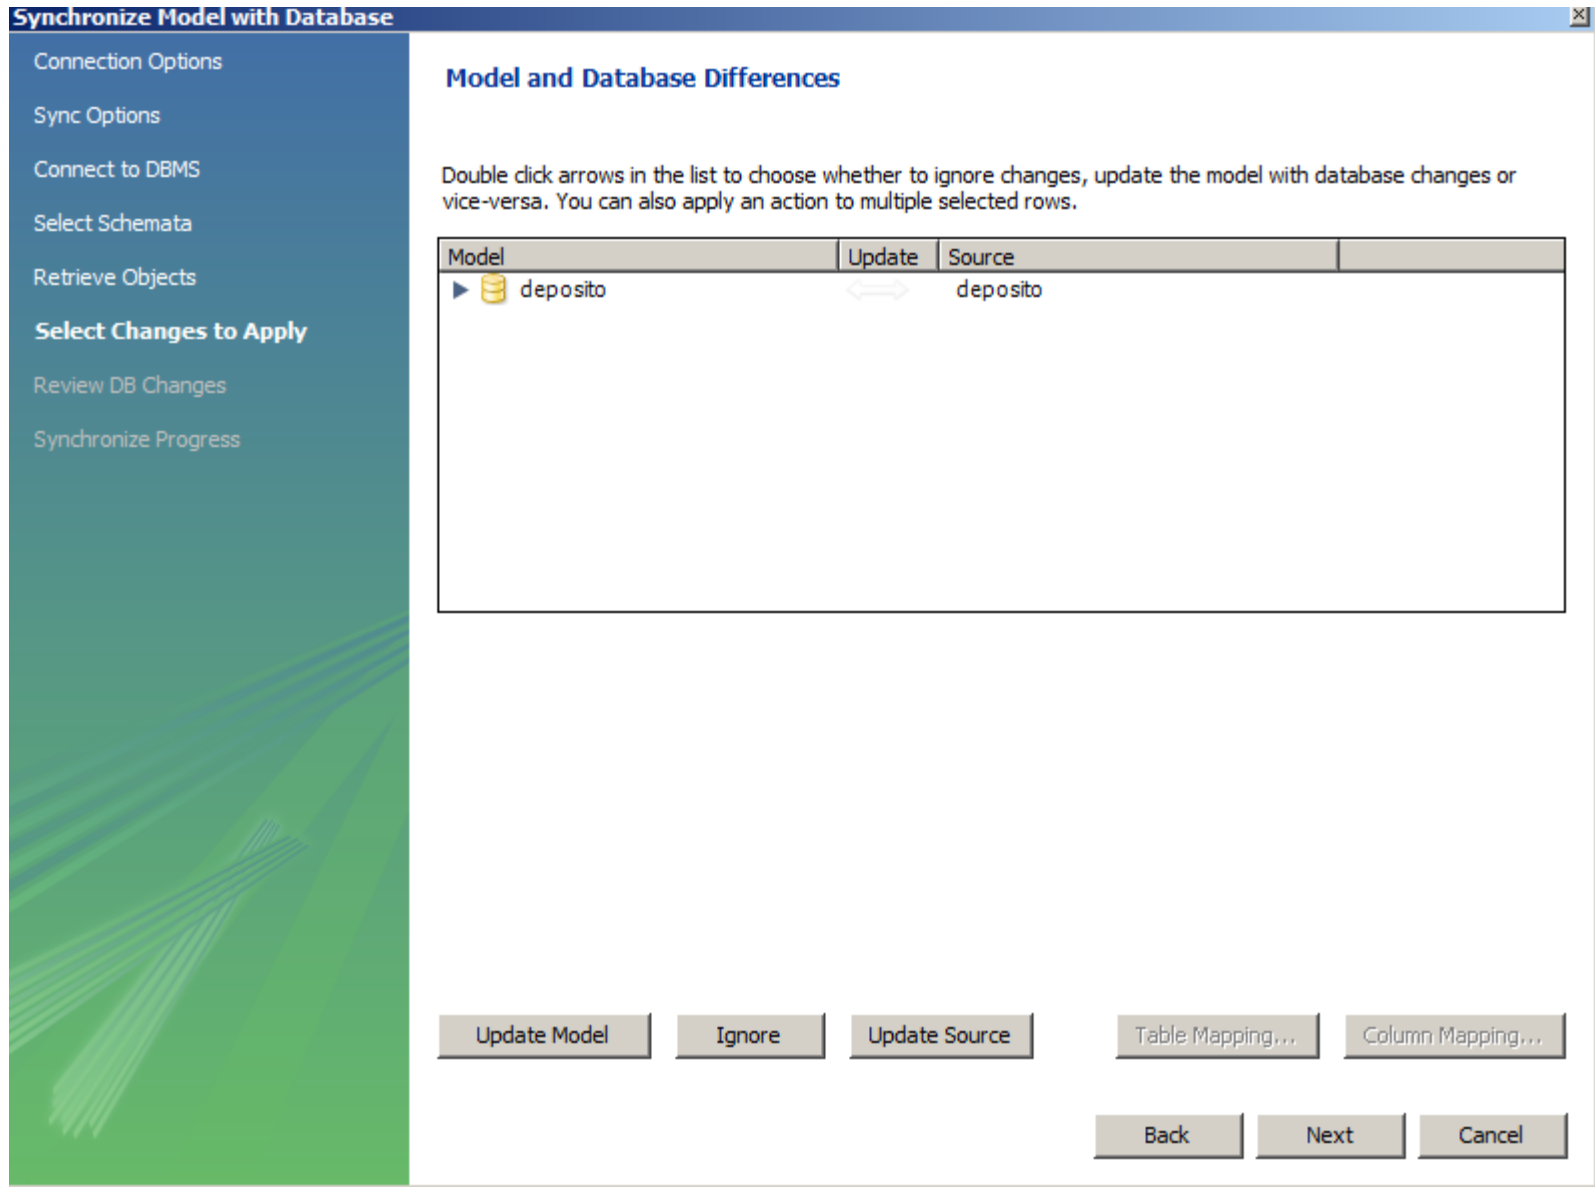 Synchronize Model with Database
Connection Options
Sync Options
Connect to DBMS
Select Schemata
Retrieve Objects
Select Changes to Apply
Review DB Changes
Synchronize Progress
Model and Database Differences
Double click arrows in the list to choose whether to ignore changes, update the model with database changes or
vice-versa. You can also apply an action to multiple selected rows.
Model Update Source
deposito deposito
Update Model Ignore Update Source Table Mapping... Column Mapping...
Back Next Cancel